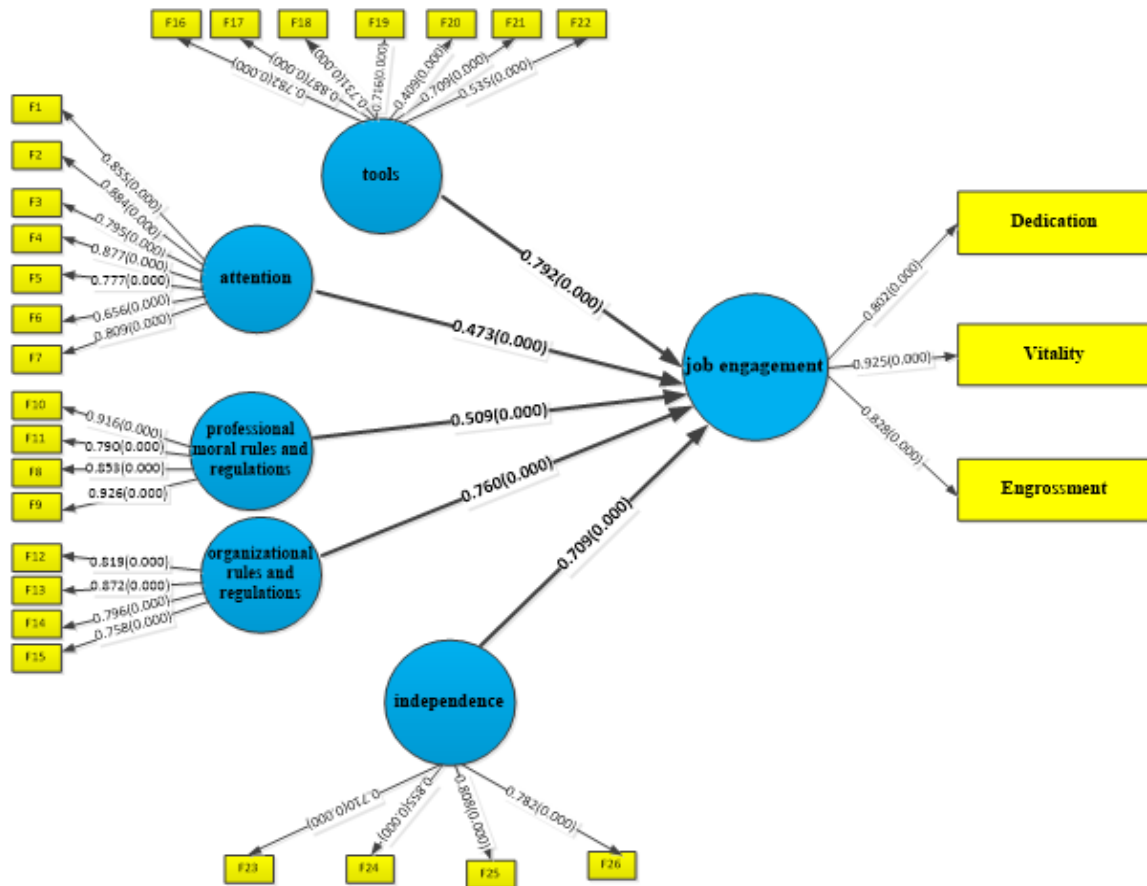 F16
F17
F18
F19
F20
F21
F22
0.782(0.000)
0.887(0.000)
0.731(0.000)
0.716(0.000)
0.409(0.000)
0.709(0.000)
0.535(0.000)
tools
F1
F2
F3
F4
F5
F6
F7
0.855(0.000)
0.884(0.000)
0.795(0.000)
0.877(0.000)
0.777(0.000)
0.656(0.000)
0.809(0.000)
attention
F10
F11
F8
F9
0.916(0.000)
0.790(0.000)
0.853(0.000)
0.926(0.000)
professional
moral rules and
regulations
F12
F13
F14
F15
0.819(0.000)
0.872(0.000)
0.796(0.000)
0.758(0.000)
organizational
rules and
regulations
independence
0.710(0.000)
0.855(0.000)
0.808(0.000)
0.782(0.000)
F23
F24
F25
F26
0.792(0.000)
0.473(0.000)
0.509(0.000)
0.760(0.000)
0.709(0.000)
job engagement
0.802(0.000)
0.925(0.000)
0.828(0.000)
Dedication
Vitality
Engrossment